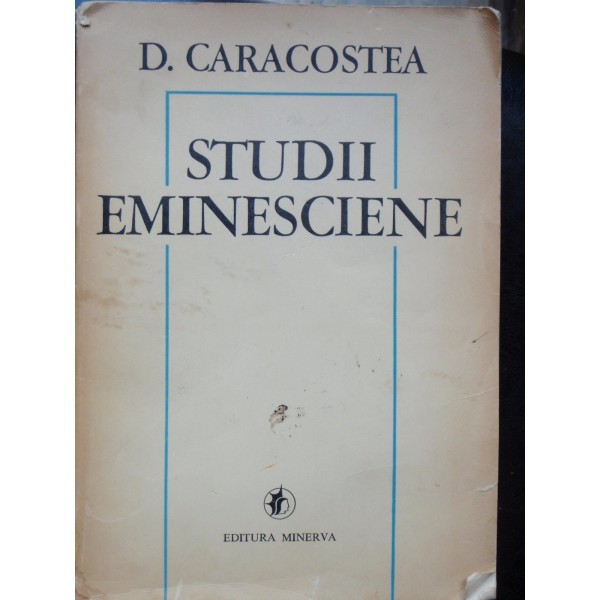 D. CARACOSTEA
STUDII
EMINESCIENE
EDITURA MINERVA